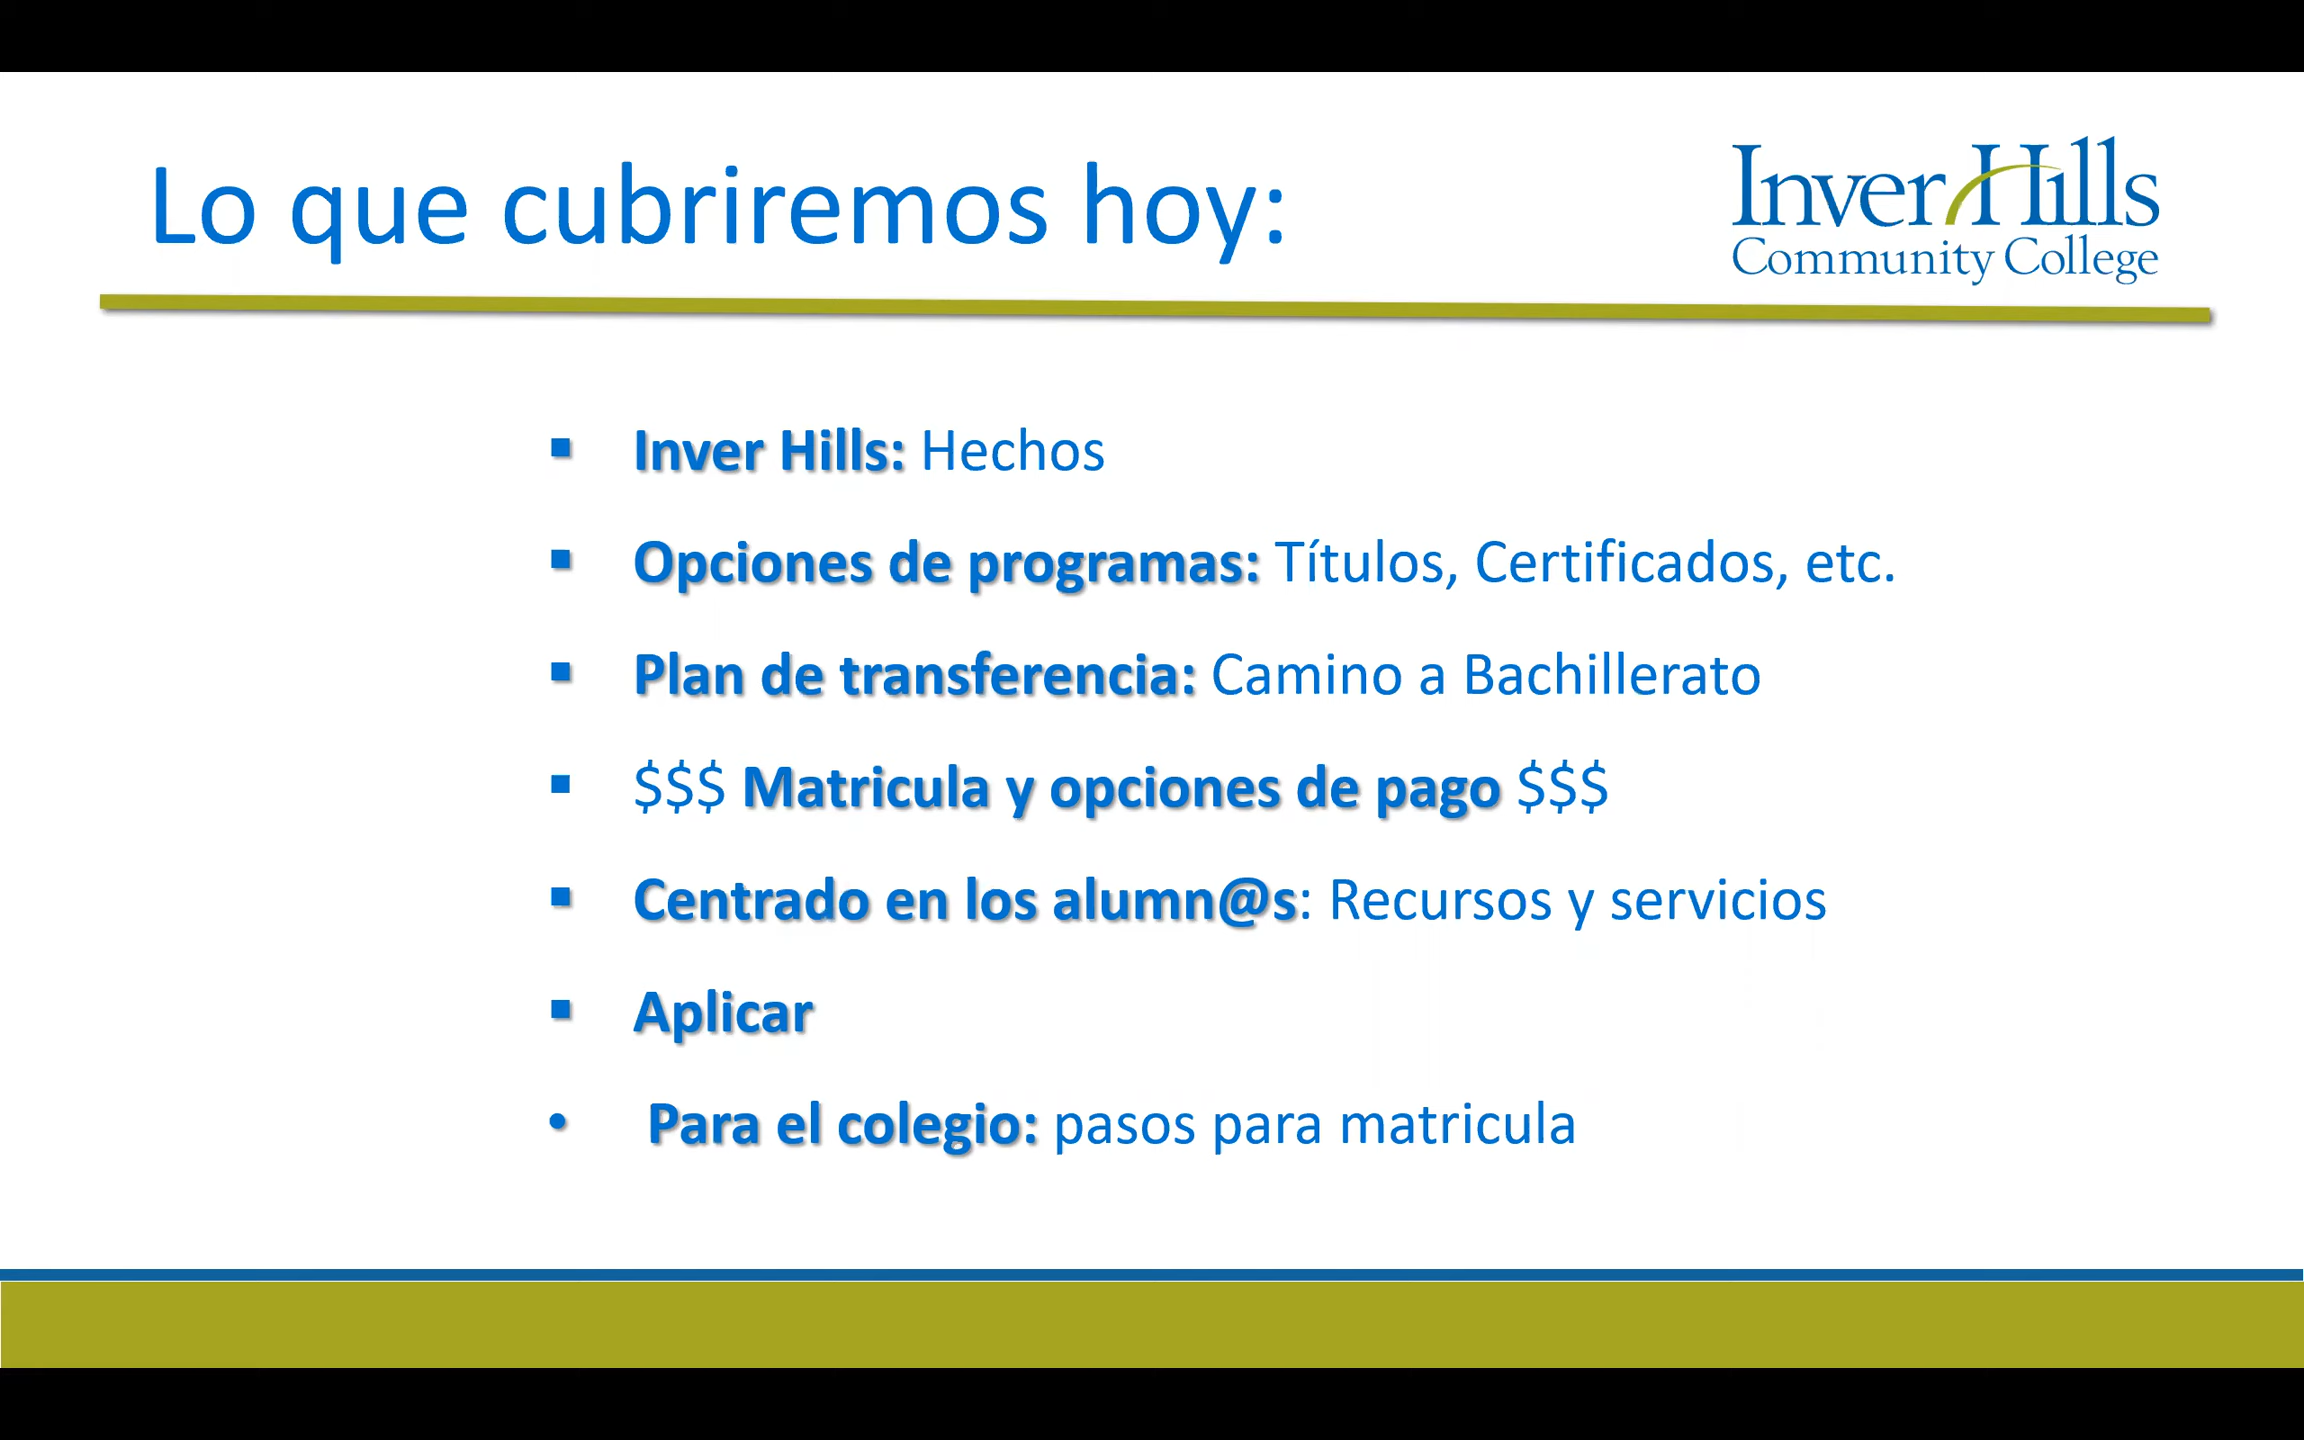 Lo que cubriremos hoy:
Inver Hills
Community College
▪ Inver Hills: Hechos
▪ Opciones de programas: Títulos, Certificados, etc.
▪ Plan de transferencia: Camino a Bachillerato
▪ $$$ Matricula y opciones de pago $$$
▪ Centrado en los alumn@s: Recursos y servicios
▪ Aplicar
• Para el colegio: pasos para matricula